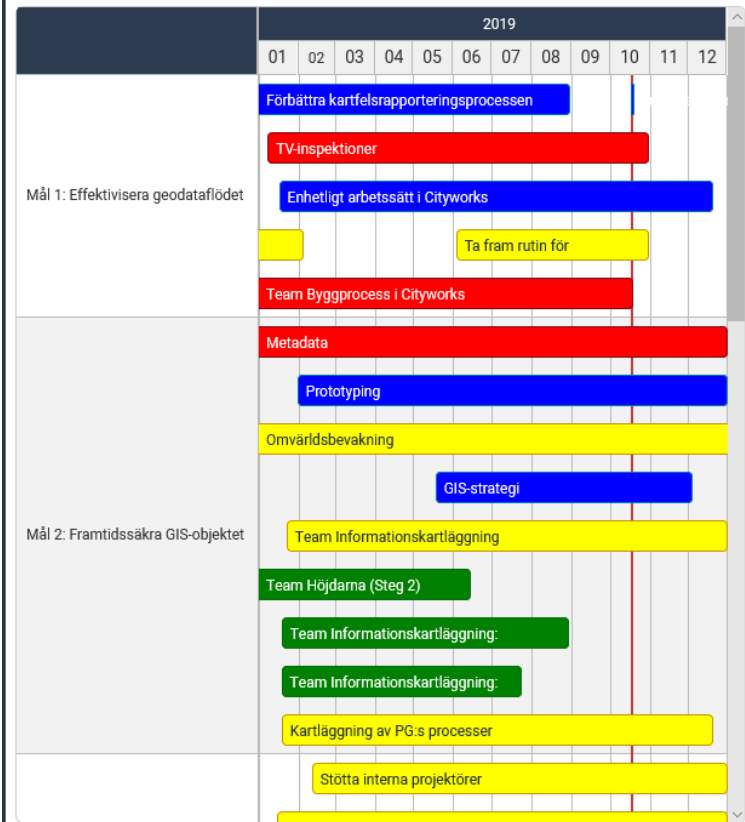 2019
01 02 03 04 05 06 07 08 09 10 11 12
Förbättra kartfelsrapporteringsprocessen
TV-inspektioner
Mål 1: Effektivisera geodataflödet
Enhetligt arbetssätt i Cityworks
Ta fram rutin för
Team Byggprocess i Cityworks
Metadata
Prototyping
Omvärldsbevakning
GIS-strategi
Mål 2: Framtidssäkra GIS-objektet
Team Informationskartläggning
Team Höjdarna (Steg 2)
Team Informationskartläggning:
Team Informationskartläggning:
Kartläggning av PG:s processer
Stötta interna projektörer